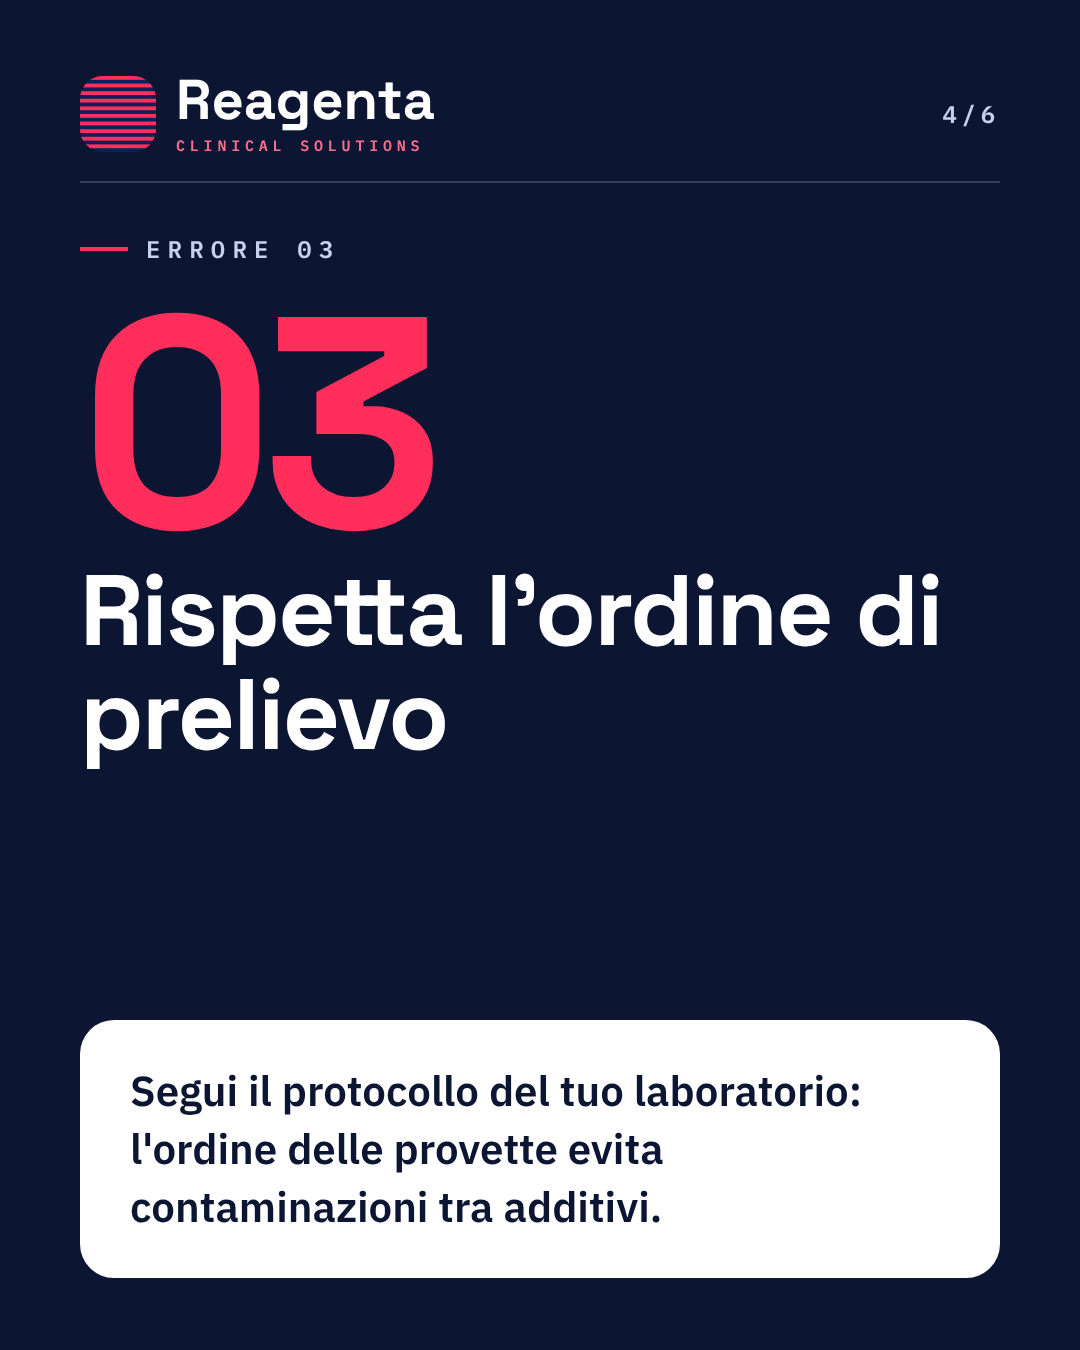 Reagenta
CLINICAL SOLUTIONS
4/6
ERRORE 03
03
Rispetta l’ordine di
prelievo
Segui il protocollo del tuo laboratorio:
l'ordine delle provette evita
contaminazioni tra additivi.